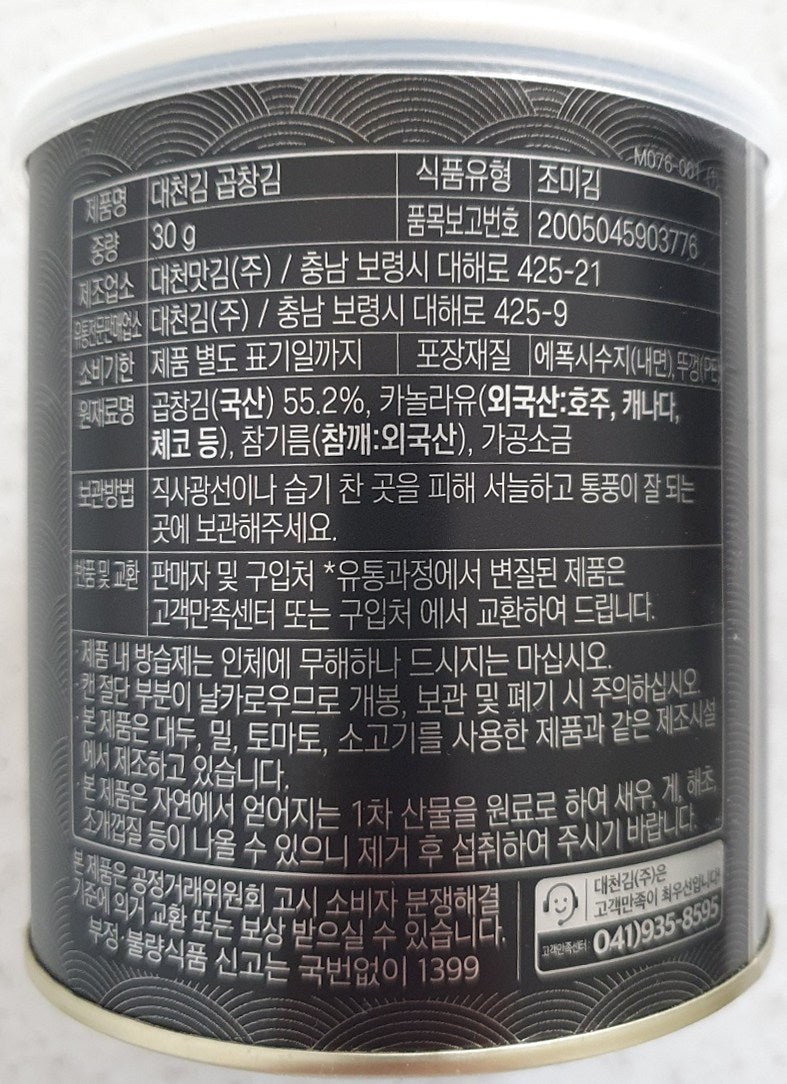 M076-001
제품명 대천김 곱창김 식품유형 조미김
중량 30 g 품목보고번호 2005045903776
제조업소 대천맛김(주) / 충남 보령시 대해로 425-21
유통전문판매업소 대천김(주) / 충남 보령시 대해로 425-9
소비기한 제품 별도 표기일까지 포장재질 에폭시수지(내면), 뚜껑(PE)
원재료명 곱창김(국산) 55.2%, 카놀라유(외국산:호주, 캐나다,
체코 등), 참기름(참깨:외국산), 가공소금
보관방법 직사광선이나 습기 찬 곳을 피해 서늘하고 통풍이 잘 되는
곳에 보관해주세요.
반품 및 교환 판매자 및 구입처 *유통과정에서 변질된 제품은
고객만족센터 또는 구입처 에서 교환하여 드립니다.
· 제품 내 방습제는 인체에 무해하나 드시지는 마십시오.
· 캔 절단 부분이 날카로우므로 개봉, 보관 및 폐기 시 주의하십시오.
· 본 제품은 대두, 밀, 토마토, 소고기를 사용한 제품과 같은 제조시설
에서 제조하고 있습니다.
· 본 제품은 자연에서 얻어지는 1차 산물을 원료로 하여 새우, 게, 해초,
조개껍질 등이 나올 수 있으니 제거 후 섭취하여 주시기 바랍니다.
본 제품은 공정거래위원회 고시 소비자 분쟁해결
기준에 의거 교환 또는 보상 받으실 수 있습니다.
부정·불량식품 신고는 국번없이 1399
대천김(주)은
고객만족이 최우선입니다
고객만족센터 041)935-8595